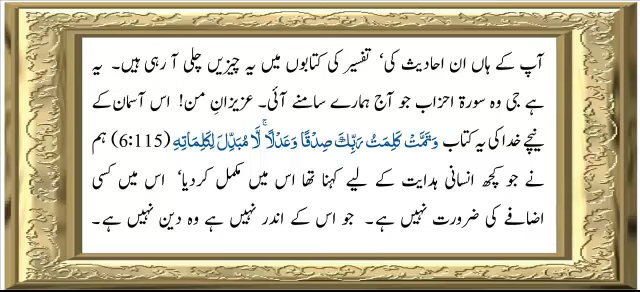 آپ کے ہاں ان احادیث کی‘ تفسیر کی کتابوں میں یہ چیزیں چلی آ رہی ہیں۔ یہ
ہے جی وہ سورۃ احزاب جو آج ہمارے سامنے آئی۔ عزیزانِ من! اس آسمان کے
نیچے خدا کی یہ کتاب وَتَمَّتْ كَلِمَتُ رَبِّكَ صِدْقًا وَعَدْلًا ۚ لَّا مُبَدِّلَ لِكَلِمَاتِهِ (6:115) ہم
نے جو کچھ انسانی ہدایت کے لیے کہنا تھا اس میں مکمل کردیا‘ اس میں کسی
اضافے کی ضرورت نہیں ہے۔ جو اس کے اندر نہیں ہے وہ دین نہیں ہے۔